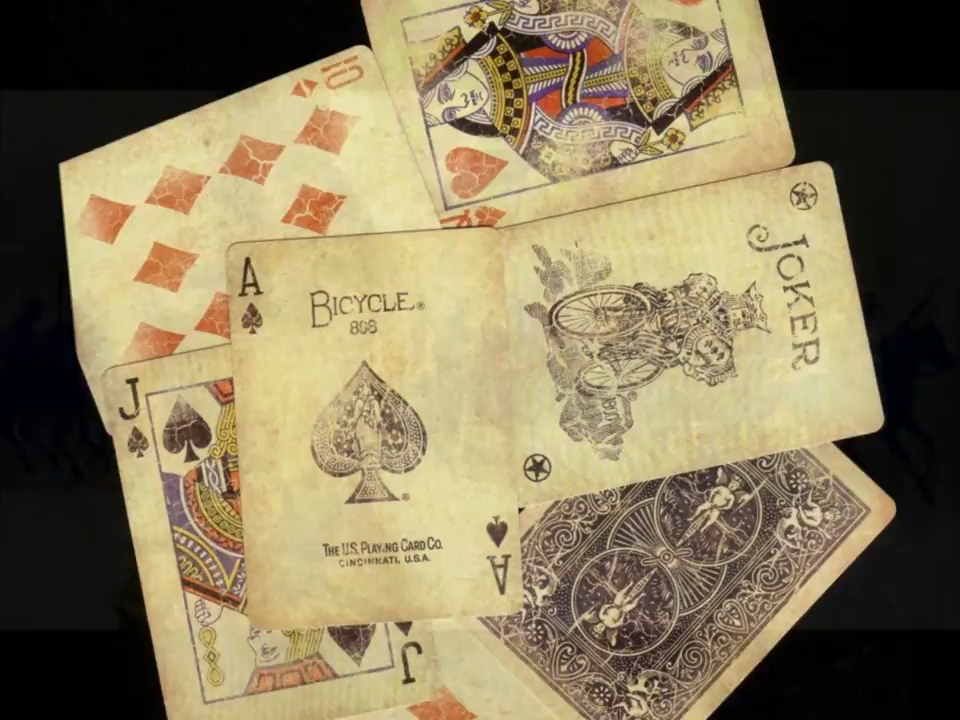 10
A
BICYCLE®
808
JOKER
J
®
THE U.S. PLAYING CARD CO.
CINCINNATI, U.S.A.
A
J